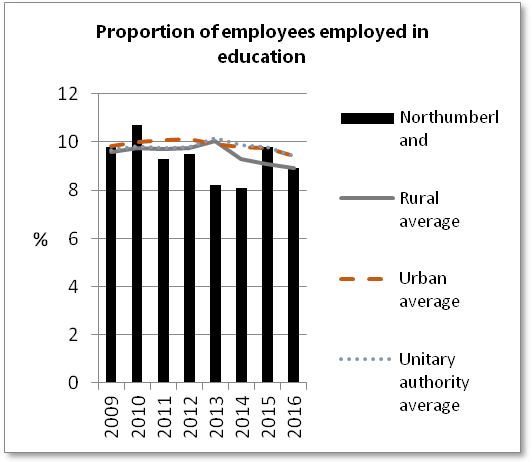 Proportion of employees employed in
education
12
10
8
6
4
2
0
%
2009
2010
2011
2012
2013
2014
2015
2016
Northumberl
and
Rural
average
Urban
average
Unitary
authority
average